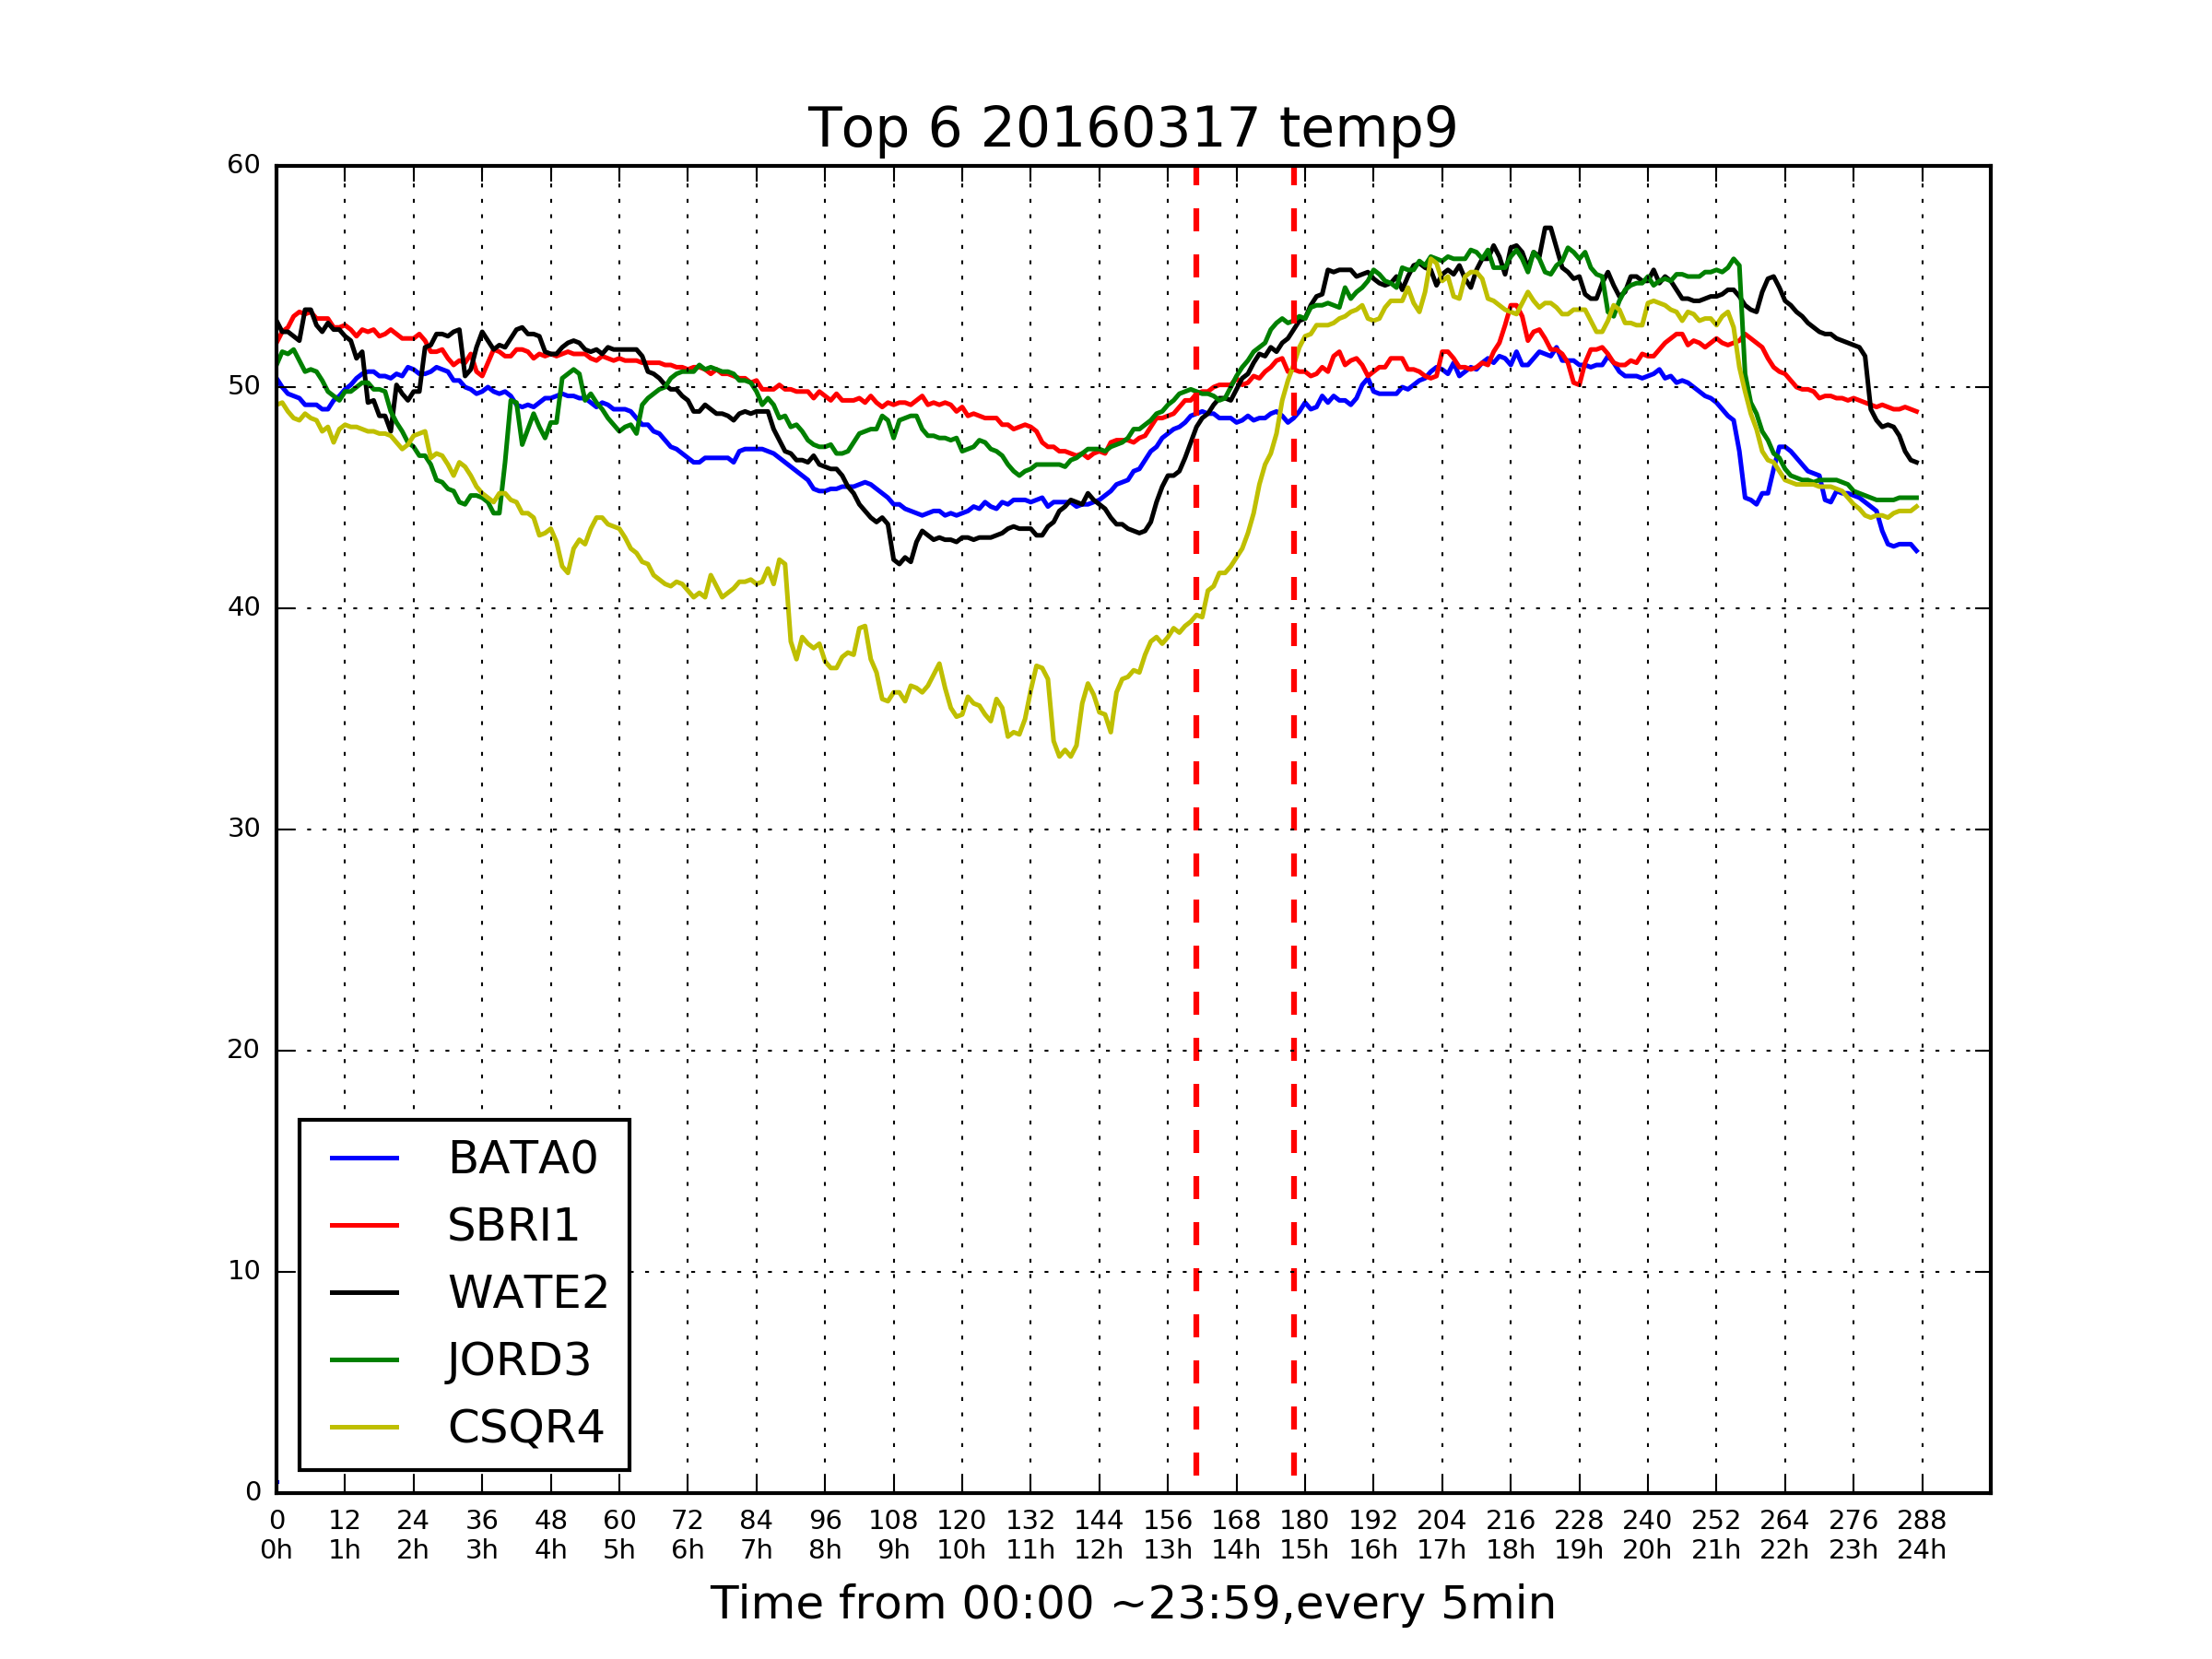 Top 6 20160317 temp9
60
50
40
30
20
10
0
BATA0
SBRI1
WATE2
JORD3
CSQR4
0 12 24 36 48 60 72 84 96 108 120 132 144 156 168 180 192 204 216 228 240 252 264 276 288
0h 1h 2h 3h 4h 5h 6h 7h 8h 9h 10h 11h 12h 13h 14h 15h 16h 17h 18h 19h 20h 21h 22h 23h 24h
Time from 00:00 ~23:59,every 5min